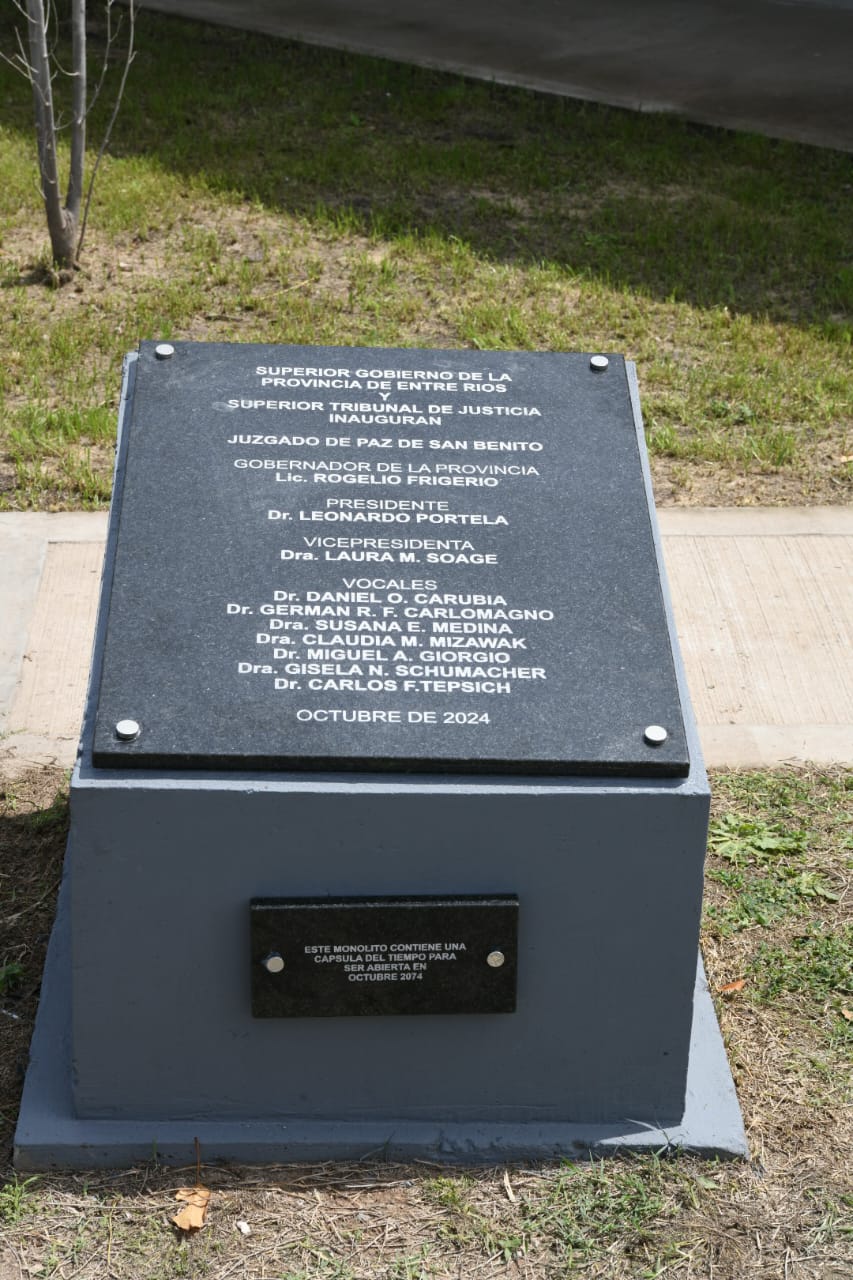 SUPERIOR GOBIERNO DE LA
PROVINCIA DE ENTRE RIOS
Y
SUPERIOR TRIBUNAL DE JUSTICIA
INAUGURAN
JUZGADO DE PAZ DE SAN BENITO
GOBERNADOR DE LA PROVINCIA
Lic. ROGELIO FRIGERIO
PRESIDENTE
Dr. LEONARDO PORTELA
VICEPRESIDENTA
Dra. LAURA M. SOAGE
VOCALES
Dr. DANIEL O. CARUBIA
Dr. GERMAN R. F. CARLOMAGNO
Dra. SUSANA E. MEDINA
Dra. CLAUDIA M. MIZAWAK
Dr. MIGUEL A. GIORGIO
Dra. GISELA N. SCHUMACHER
Dr. CARLOS F.TEPSICH
OCTUBRE DE 2024
ESTE MONOLITO CONTIENE UNA
CAPSULA DEL TIEMPO PARA
SER ABIERTA EN
OCTUBRE 2074